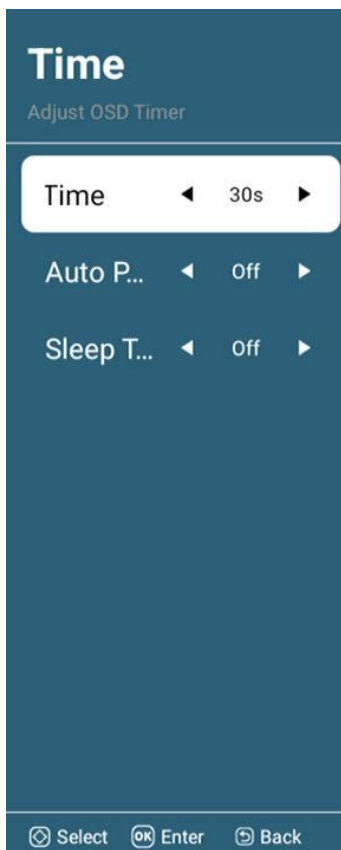 Time
Adjust OSD Timer
Time 30s
Auto P... Off
Sleep T... Off
Select OK Enter Back